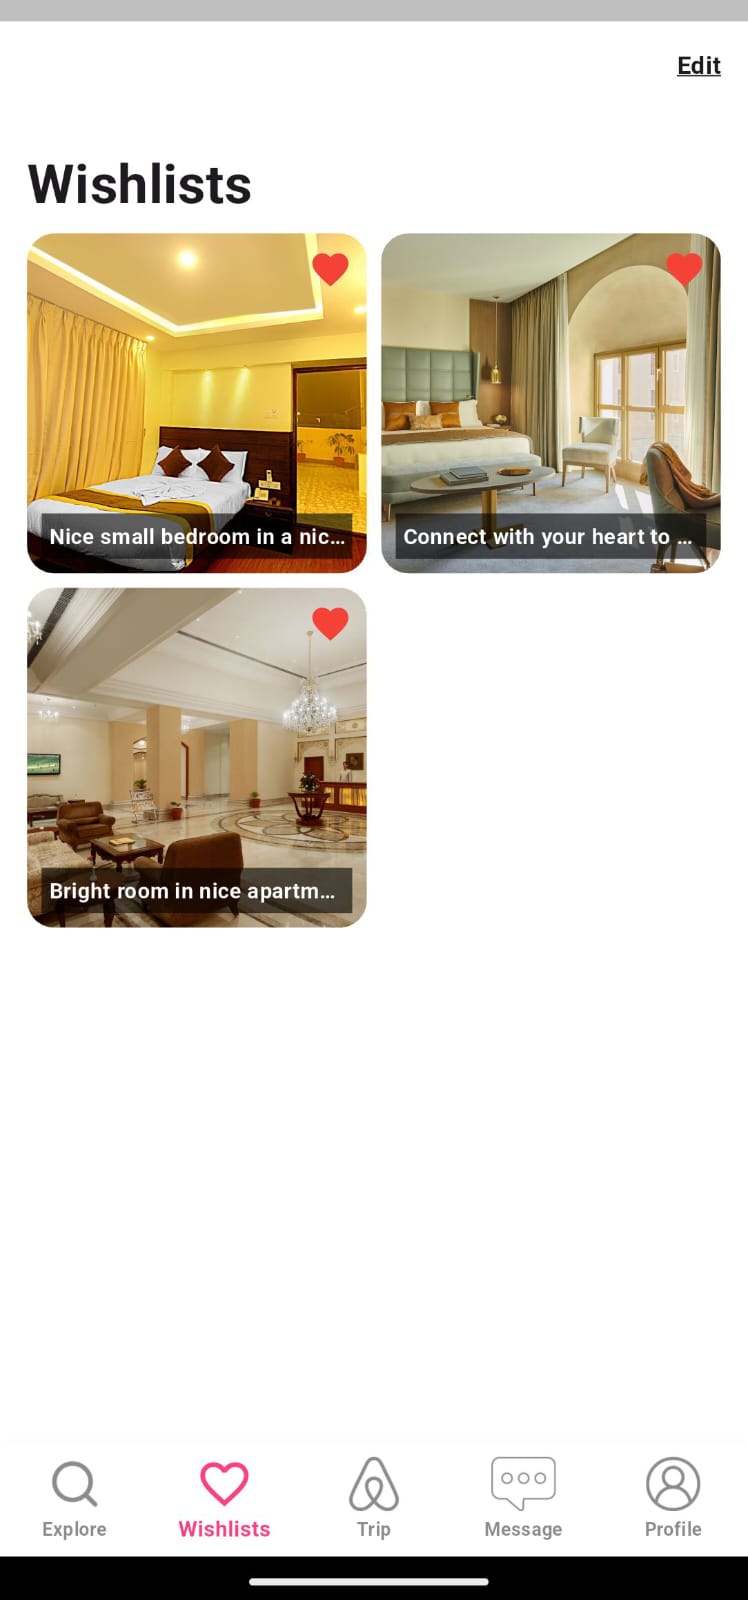 Edit
Wishlists
Nice small bedroom in a nic...
Connect with your heart to ...
Bright room in nice apartm...
Explore
Wishlists
Trip
Message
Profile